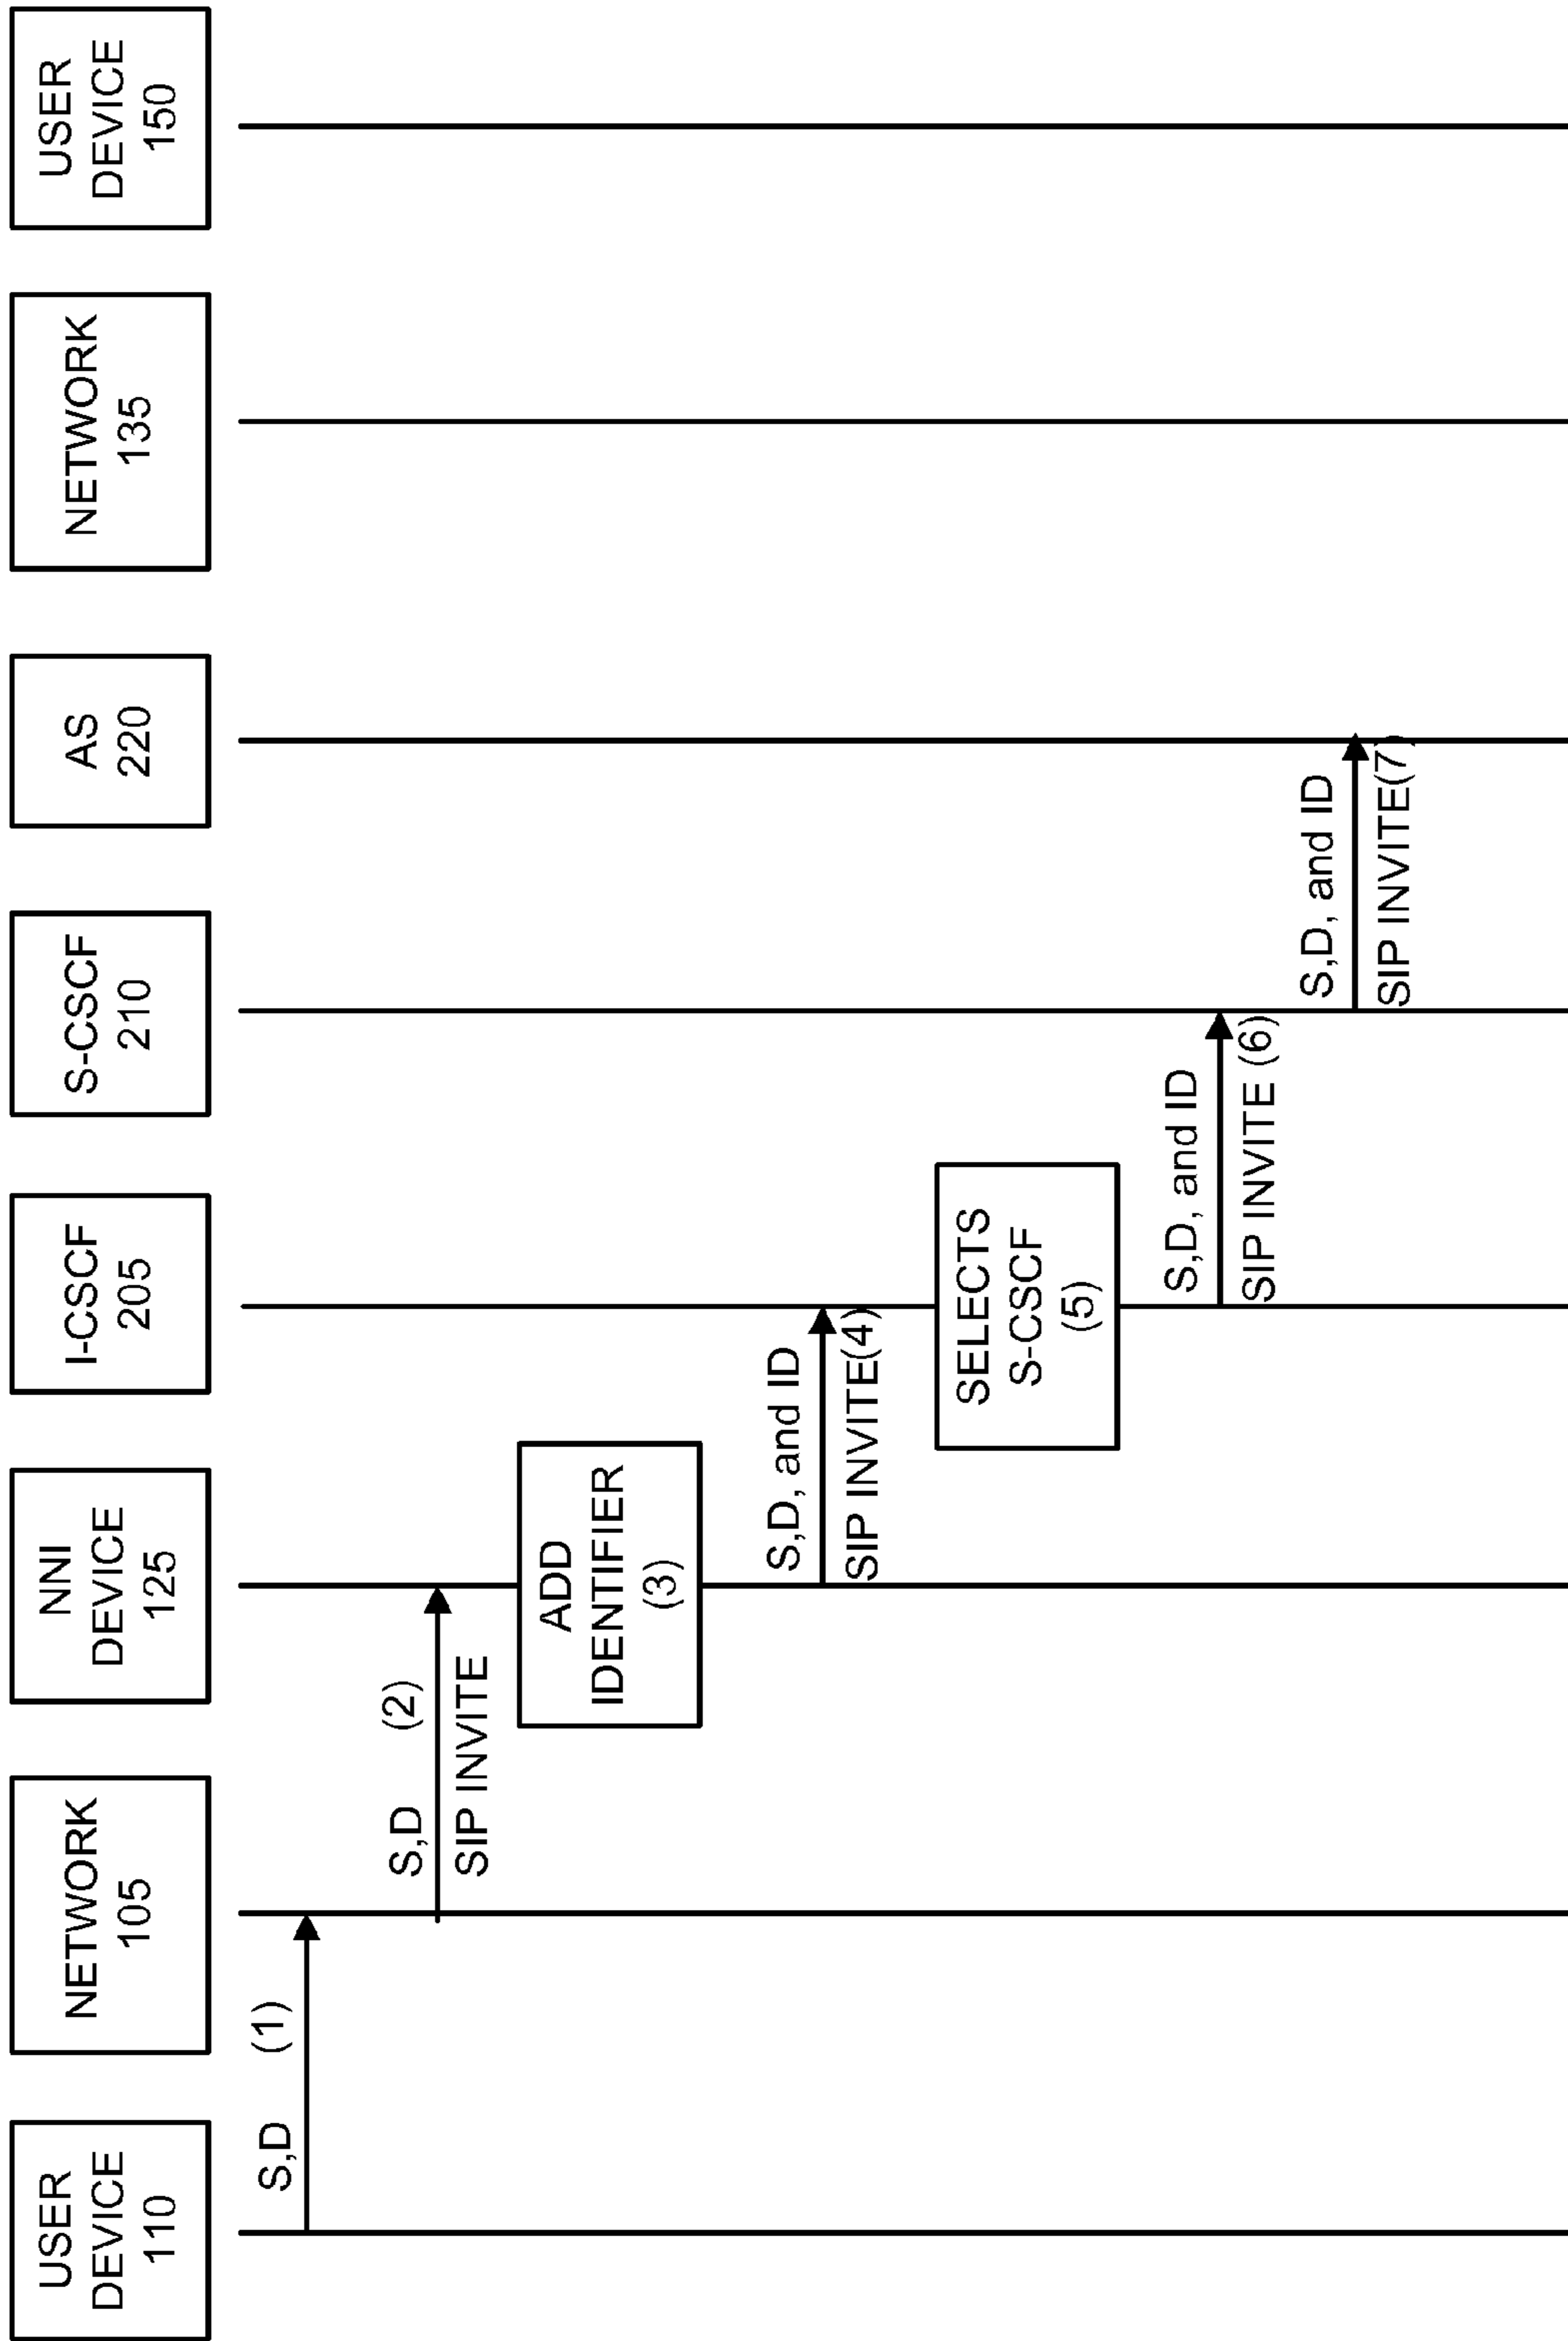 USER
DEVICE
110
NETWORK
105
NNI
DEVICE
125
I-CSCF
205
S-CSCF
210
AS
220
NETWORK
135
USER
DEVICE
150
S,D (1)
S,D (2)
SIP INVITE
ADD
IDENTIFIER
(3)
S,D, and ID
SIP INVITE(4)
SELECTS
S-CSCF
(5)
S,D, and ID
SIP INVITE (6)
S,D, and ID
SIP INVITE(7)